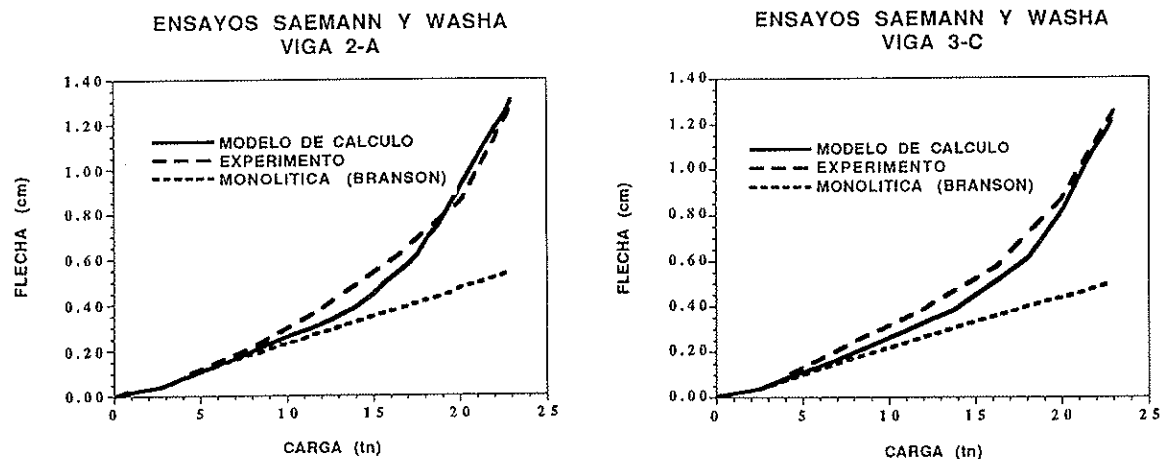 ENSAYOS SAEMANN Y WASHA
VIGA 2-A
1.40
1.20
1.00
0.80
0.60
0.40
0.20
0.00
FLECHA (cm)
MODELO DE CALCULO
EXPERIMENTO
MONOLITICA (BRANSON)
0 5 10 15 20 25
CARGA (tn)
ENSAYOS SAEMANN Y WASHA
VIGA 3-C
1.40
1.20
1.00
0.80
0.60
0.40
0.20
0.00
FLECHA (cm)
MODELO DE CALCULO
EXPERIMENTO
MONOLITICA (BRANSON)
0 5 10 15 20 25
CARGA (tn)